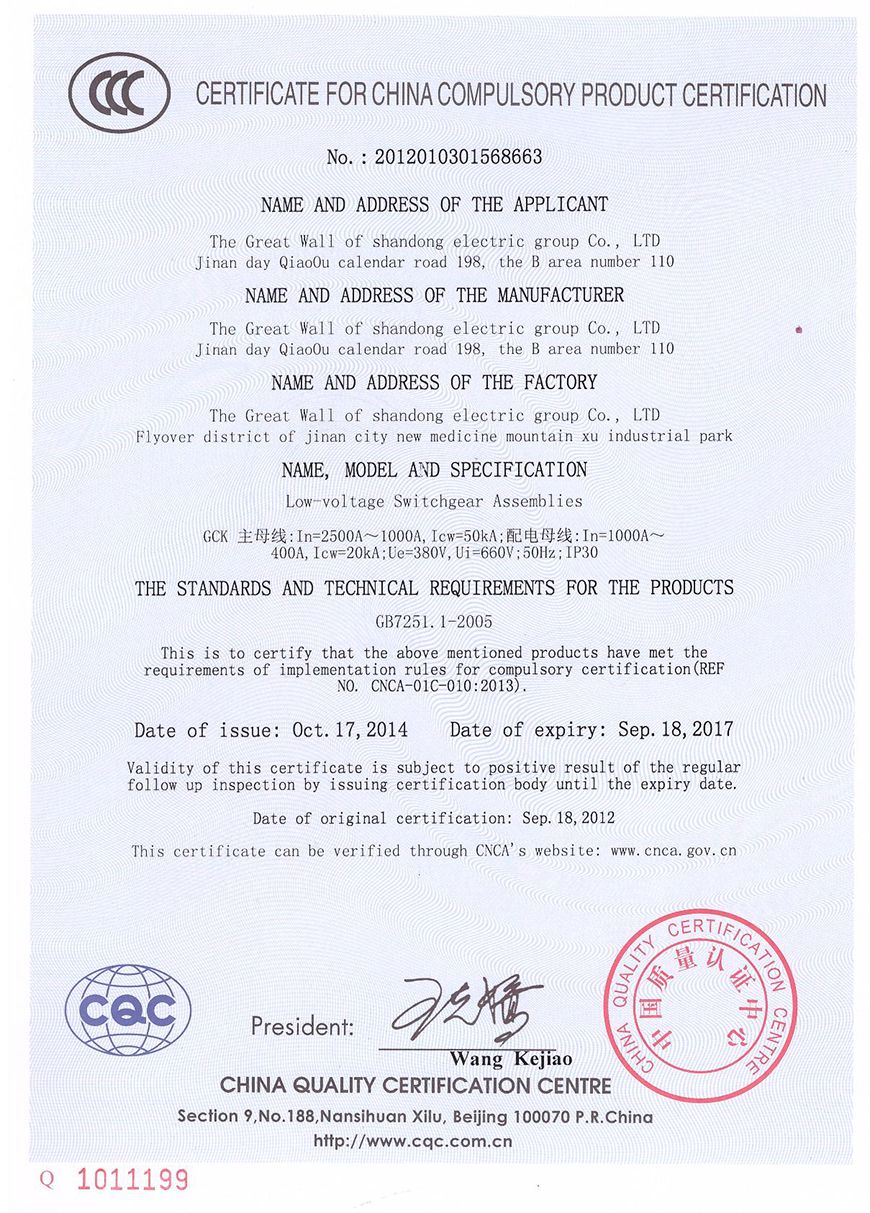 CCC
CERTIFICATE FOR CHINA COMPULSORY PRODUCT CERTIFICATION
No. : 2012010301568663
NAME AND ADDRESS OF THE APPLICANT
The Great Wall of shandong electric group Co., LTD
Jinan day QiaoOu calendar road 198, the B area number 110
NAME AND ADDRESS OF THE MANUFACTURER
The Great Wall of shandong electric group Co., LTD
Jinan day QiaoOu calendar road 198, the B area number 110
NAME AND ADDRESS OF THE FACTORY
The Great Wall of shandong electric group Co., LTD
Flyover district of jinan city new medicine mountain xu industrial park
NAME, MODEL AND SPECIFICATION
Low-voltage Switchgear Assemblies
GCK 主母线:In=2500A～1000A,Icw=50kA;配电母线:In=1000A～
400A,Icw=20kA;Ue=380V,Ui=660V;50Hz;IP30
THE STANDARDS AND TECHNICAL REQUIREMENTS FOR THE PRODUCTS
GB7251.1-2005
This is to certify that the above mentioned products have met the
requirements of implementation rules for compulsory certification(REF
NO. CNCA-01C-010:2013).
Date of issue: Oct.17,2014 Date of expiry: Sep.18,2017
Validity of this certificate is subject to positive result of the regular
follow up inspection by issuing certification body until the expiry date.
Date of original certification: Sep.18,2012
This certificate can be verified through CNCA's website: www.cnca.gov.cn
CHINA QUALITY CERTIFICATION CENTRE
中国质量认证中心
CQC
President:
Wang Kejiao
CHINA QUALITY CERTIFICATION CENTRE
Section 9,No.188,Nansihuan Xilu, Beijing 100070 P.R.China
http://www.cqc.com.cn
Q 1011199